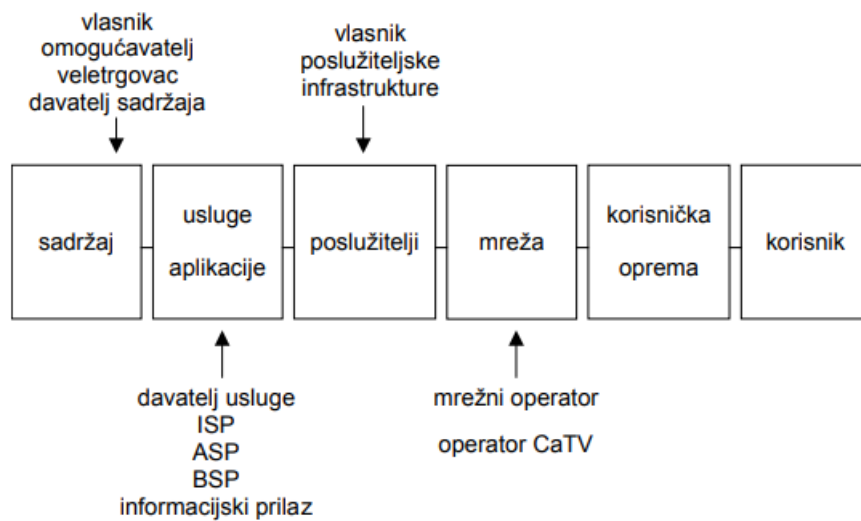 vlasnik
omogućavatelj
veletrgovac
davatelj sadržaja
vlasnik
poslužiteljske
infrastrukture
sadržaj
usluge
aplikacije
poslužitelji
mreža
korisnička
oprema
korisnik
davatelj usluge
ISP
ASP
BSP
informacijski prilaz
mrežni operator
operator CaTV